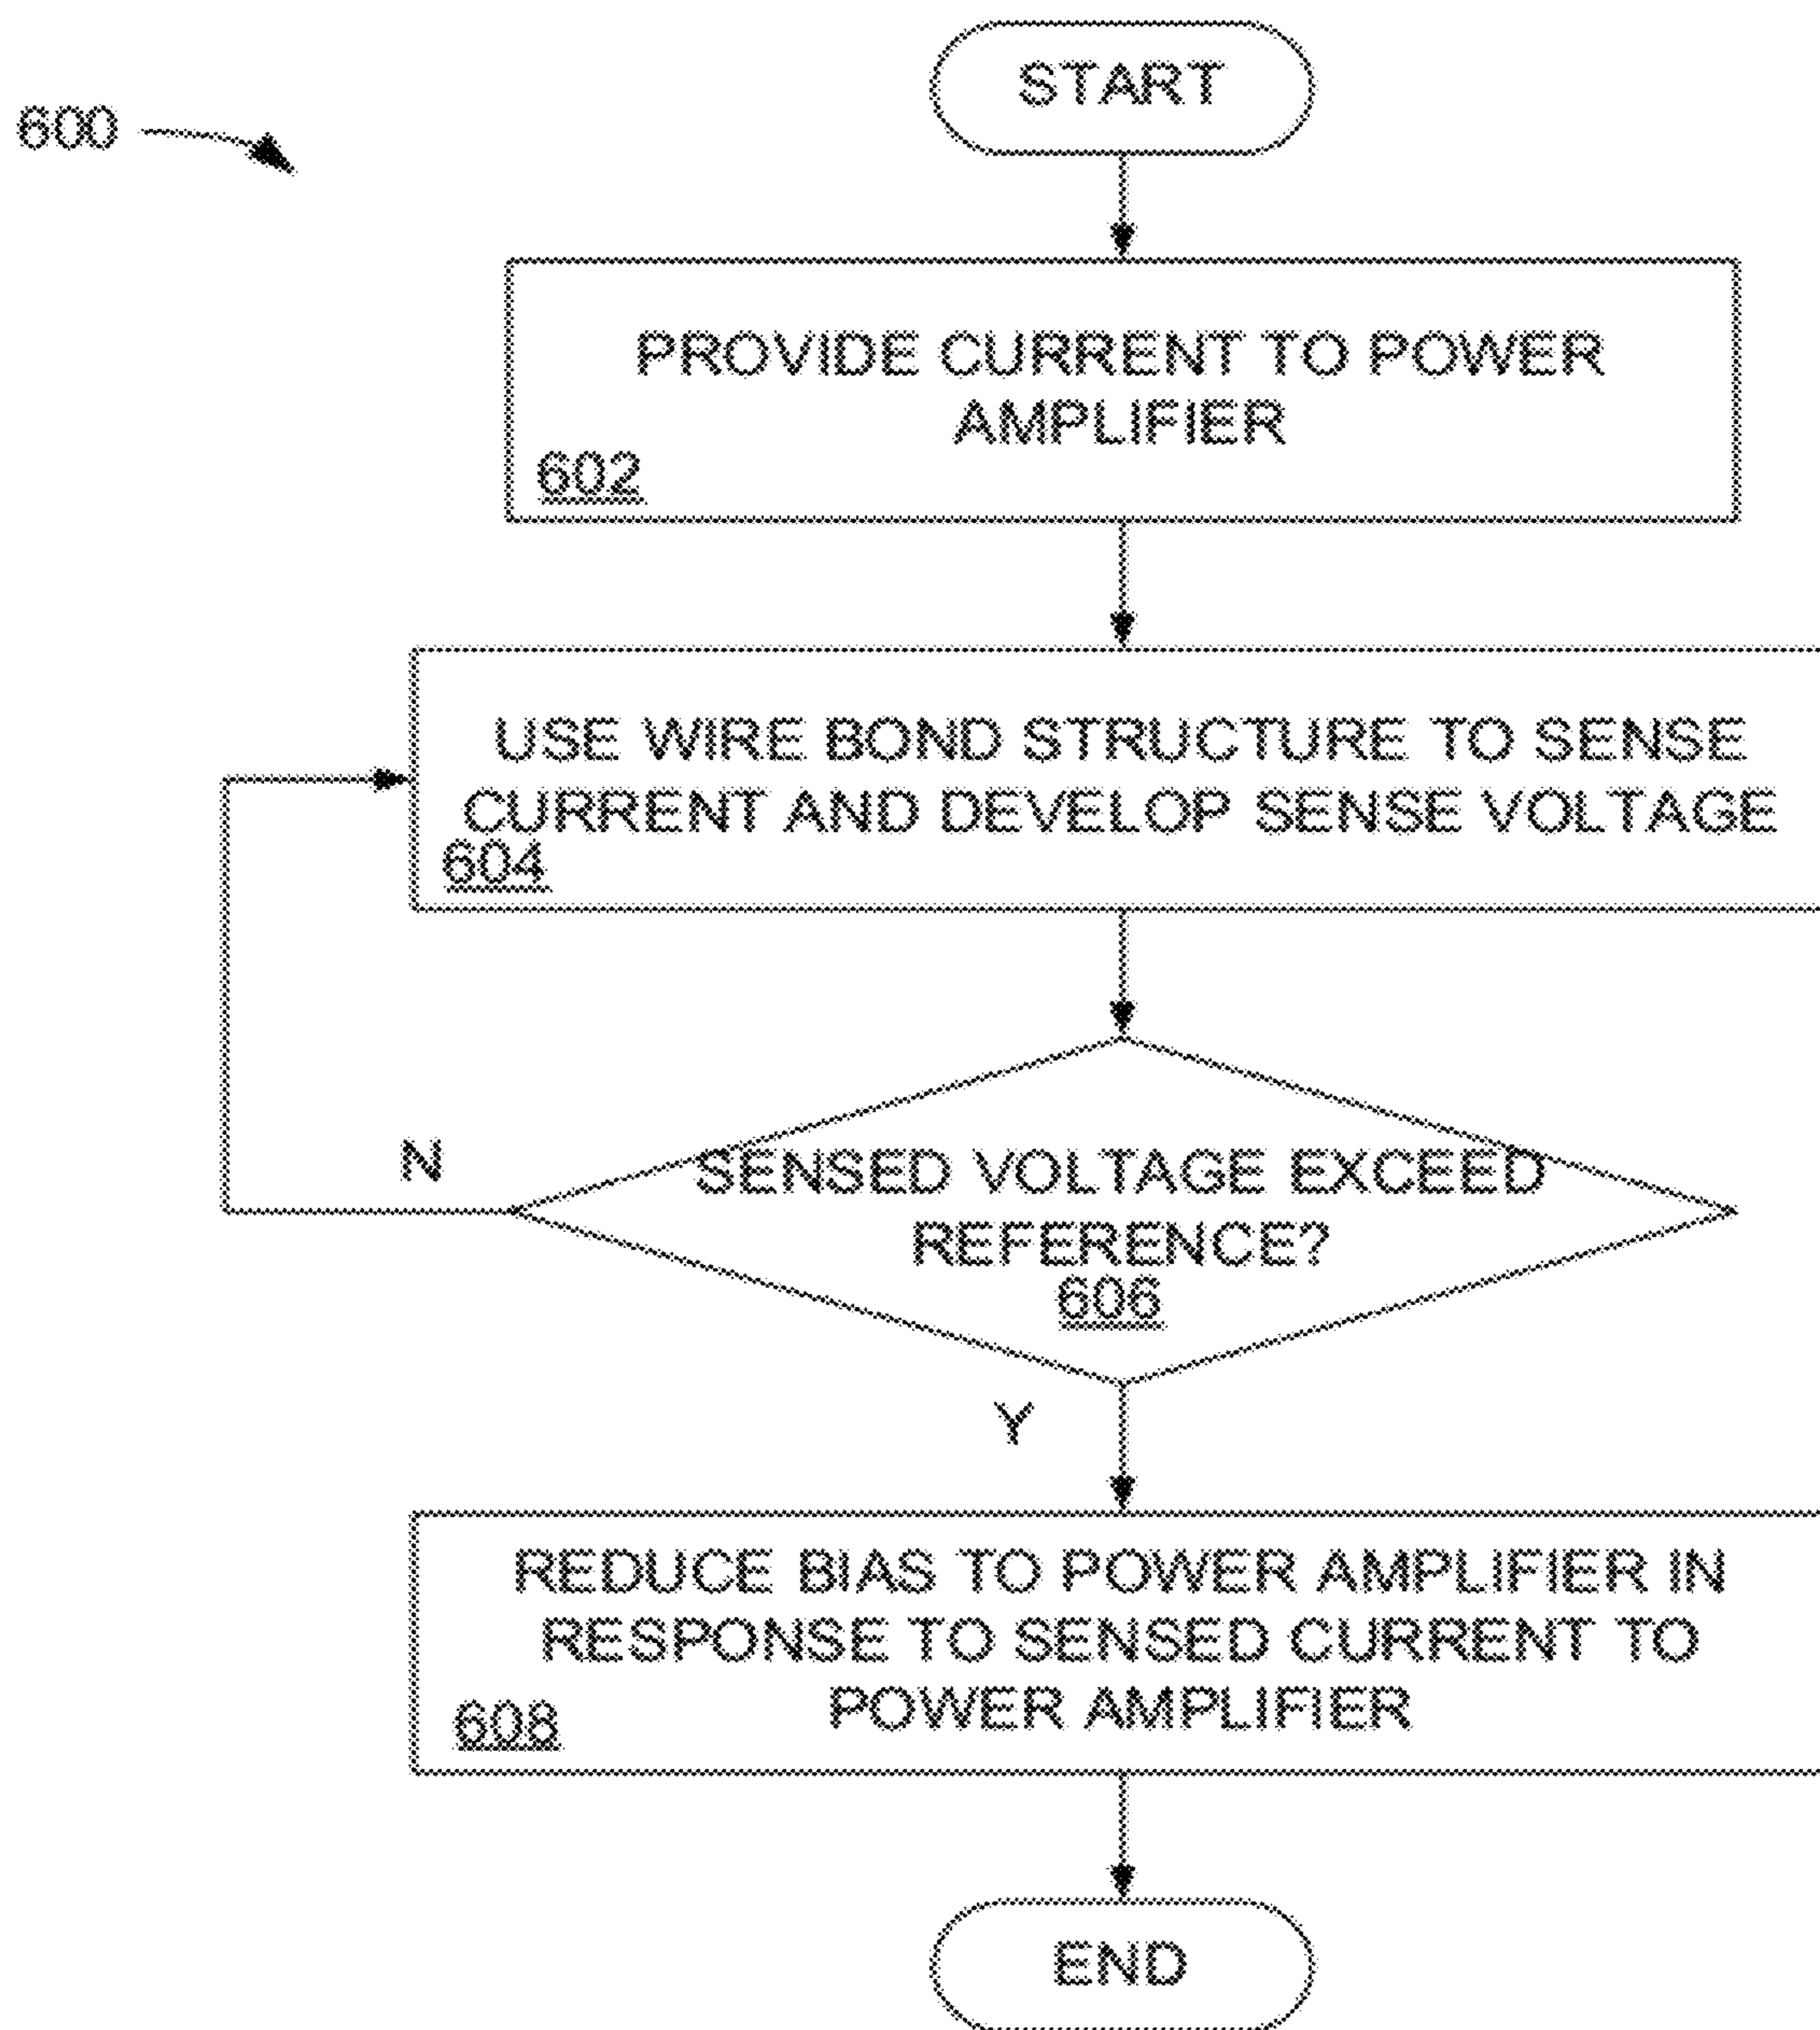 START
600
PROVIDE CURRENT TO POWER
AMPLIFIER
602
USE WIRE BOND STRUCTURE TO SENSE
CURRENT AND DEVELOP SENSE VOLTAGE
604
N
SENSED VOLTAGE EXCEED
REFERENCE?
606
Y
REDUCE BIAS TO POWER AMPLIFIER IN
RESPONSE TO SENSED CURRENT TO
POWER AMPLIFIER
608
END